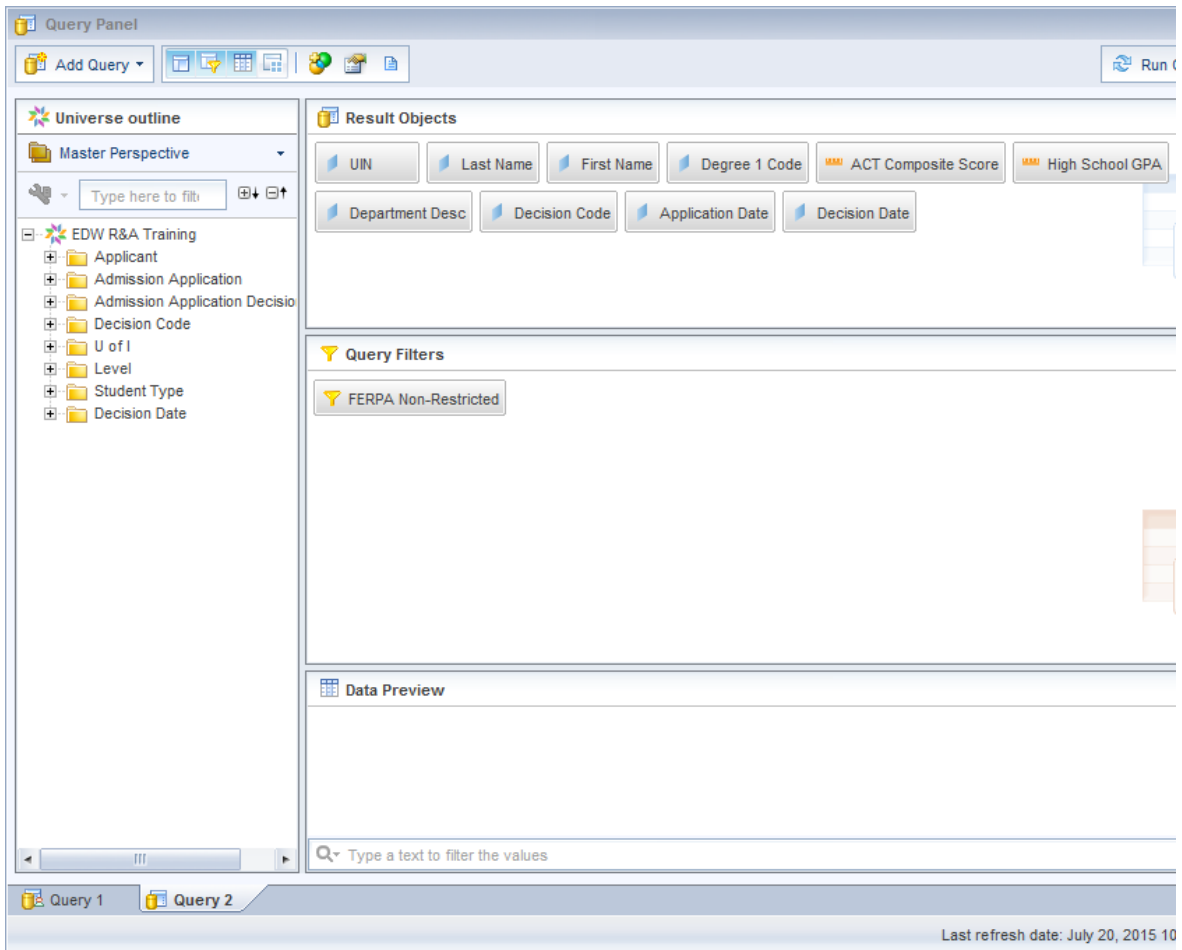 Query Panel
Add Query
Run
Universe outline
Master Perspective
Type here to filt
EDW R&A Training
Applicant
Admission Application
Admission Application Decisio
Decision Code
U of I
Level
Student Type
Decision Date
Result Objects
UIN Last Name First Name Degree 1 Code ACT Composite Score High School GPA
Department Desc Decision Code Application Date Decision Date
Query Filters
FERPA Non-Restricted
Data Preview
Type a text to filter the values
Query 1 Query 2
Last refresh date: July 20, 2015 10